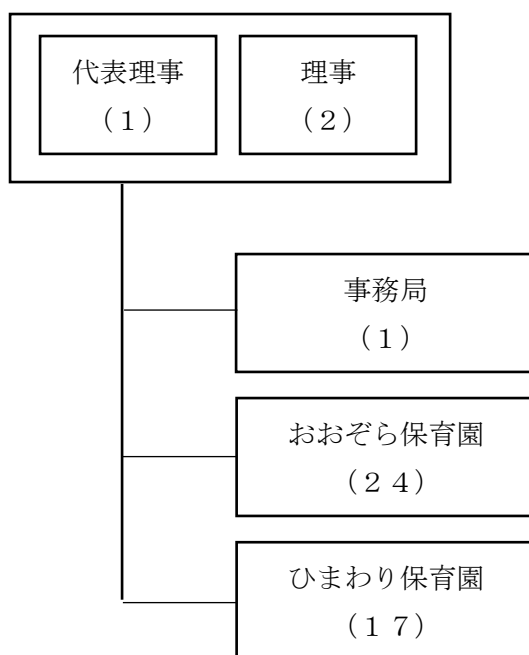 代表理事
（１）
理事
（２）
事務局
（１）
おおぞら保育園
（２４）
ひまわり保育園
（１７）